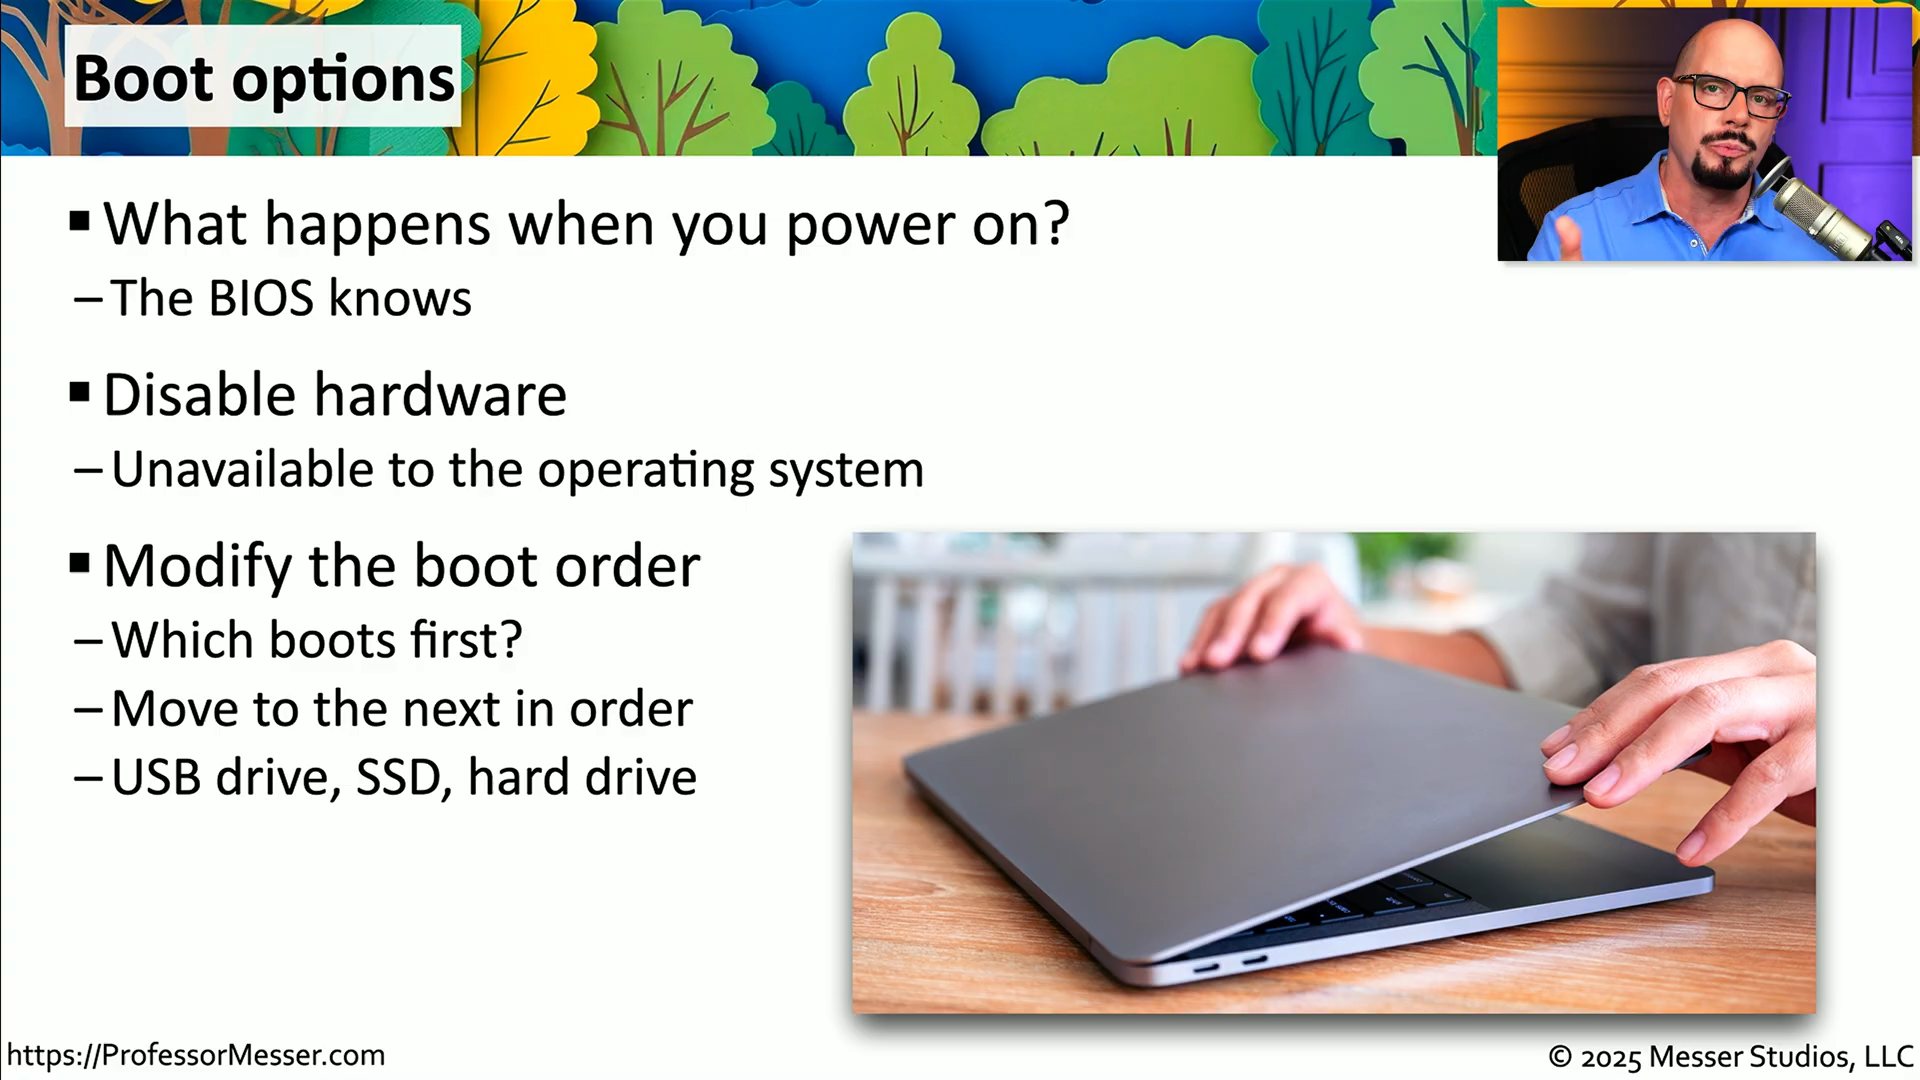 Boot options
▪ What happens when you power on?
– The BIOS knows
▪ Disable hardware
– Unavailable to the operating system
▪ Modify the boot order
– Which boots first?
– Move to the next in order
– USB drive, SSD, hard drive
https://ProfessorMesser.com
© 2025 Messer Studios, LLC